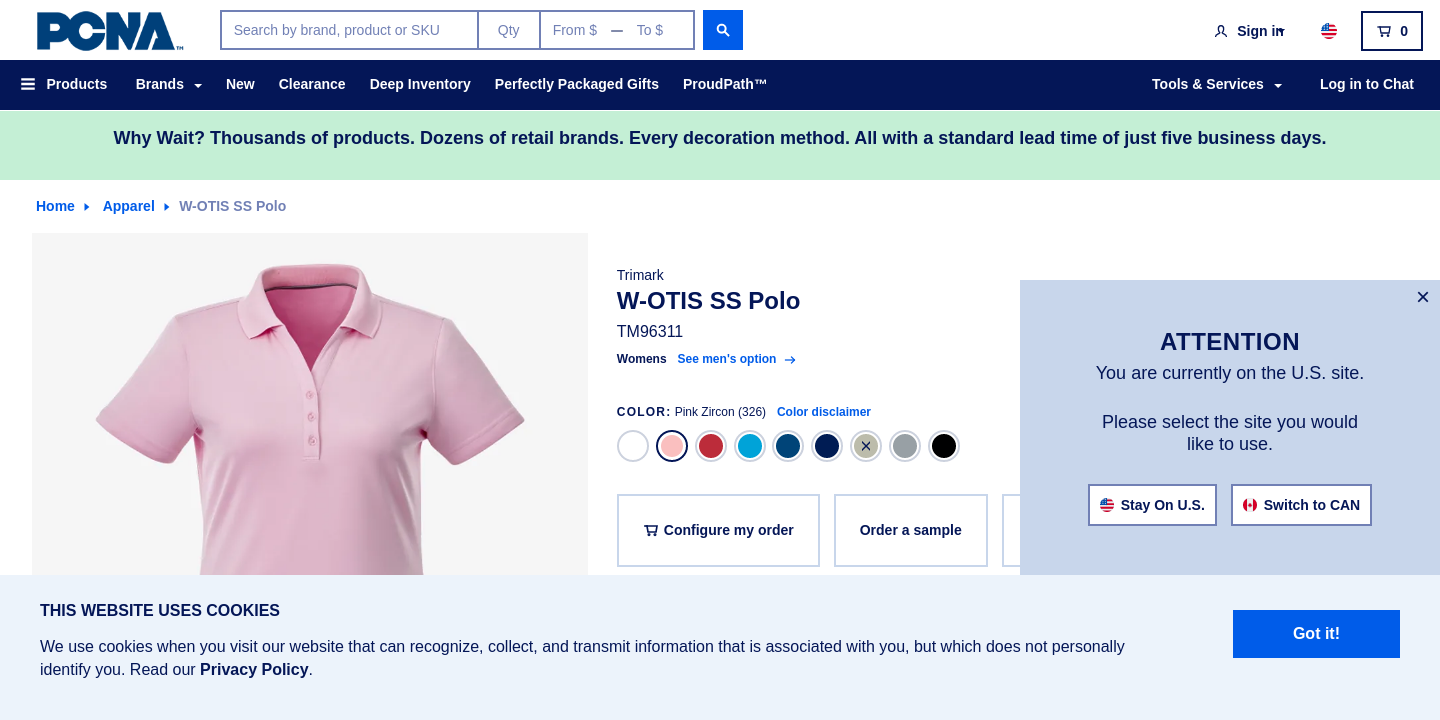 PCNA™
Search by brand, product or SKU
Qty
From $ — To $
Sign in
0
Products
Brands
New
Clearance
Deep Inventory
Perfectly Packaged Gifts
ProudPath™
Tools & Services
Log in to Chat
Why Wait? Thousands of products. Dozens of retail brands. Every decoration method. All with a standard lead time of just five business days.
Home
Apparel
W-OTIS SS Polo
Trimark
W-OTIS SS Polo
TM96311
Womens See men's option
COLOR: Pink Zircon (326) Color disclaimer
Configure my order
Order a sample
ATTENTION
You are currently on the U.S. site.
Please select the site you would
like to use.
Stay On U.S.
Switch to CAN
THIS WEBSITE USES COOKIES
We use cookies when you visit our website that can recognize, collect, and transmit information that is associated with you, but which does not personally
identify you. Read our Privacy Policy.
Got it!